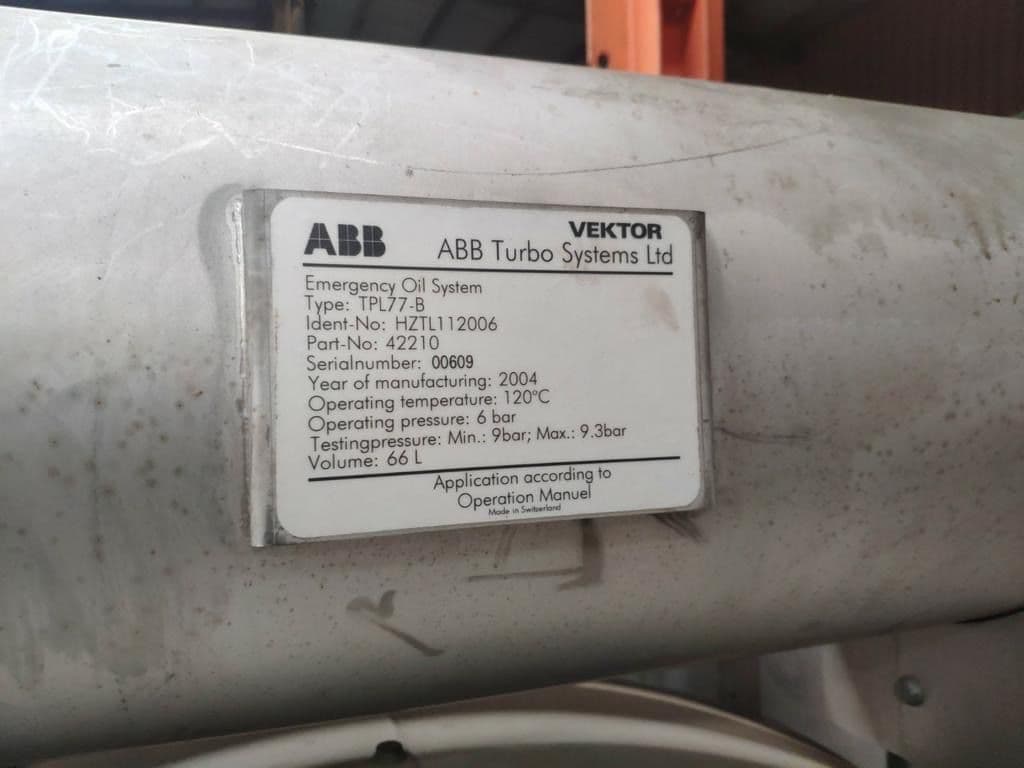 ABB VEKTOR
ABB Turbo Systems Ltd
Emergency Oil System
Type: TPL77-B
Ident-No: HZTL112006
Part-No: 42210
Serialnumber: 00609
Year of manufacturing: 2004
Operating temperature: 120°C
Operating pressure: 6 bar
Testingpressure: Min.: 9bar; Max.: 9.3bar
Volume: 66 L
Application according to
Operation Manuel
Made in Switzerland